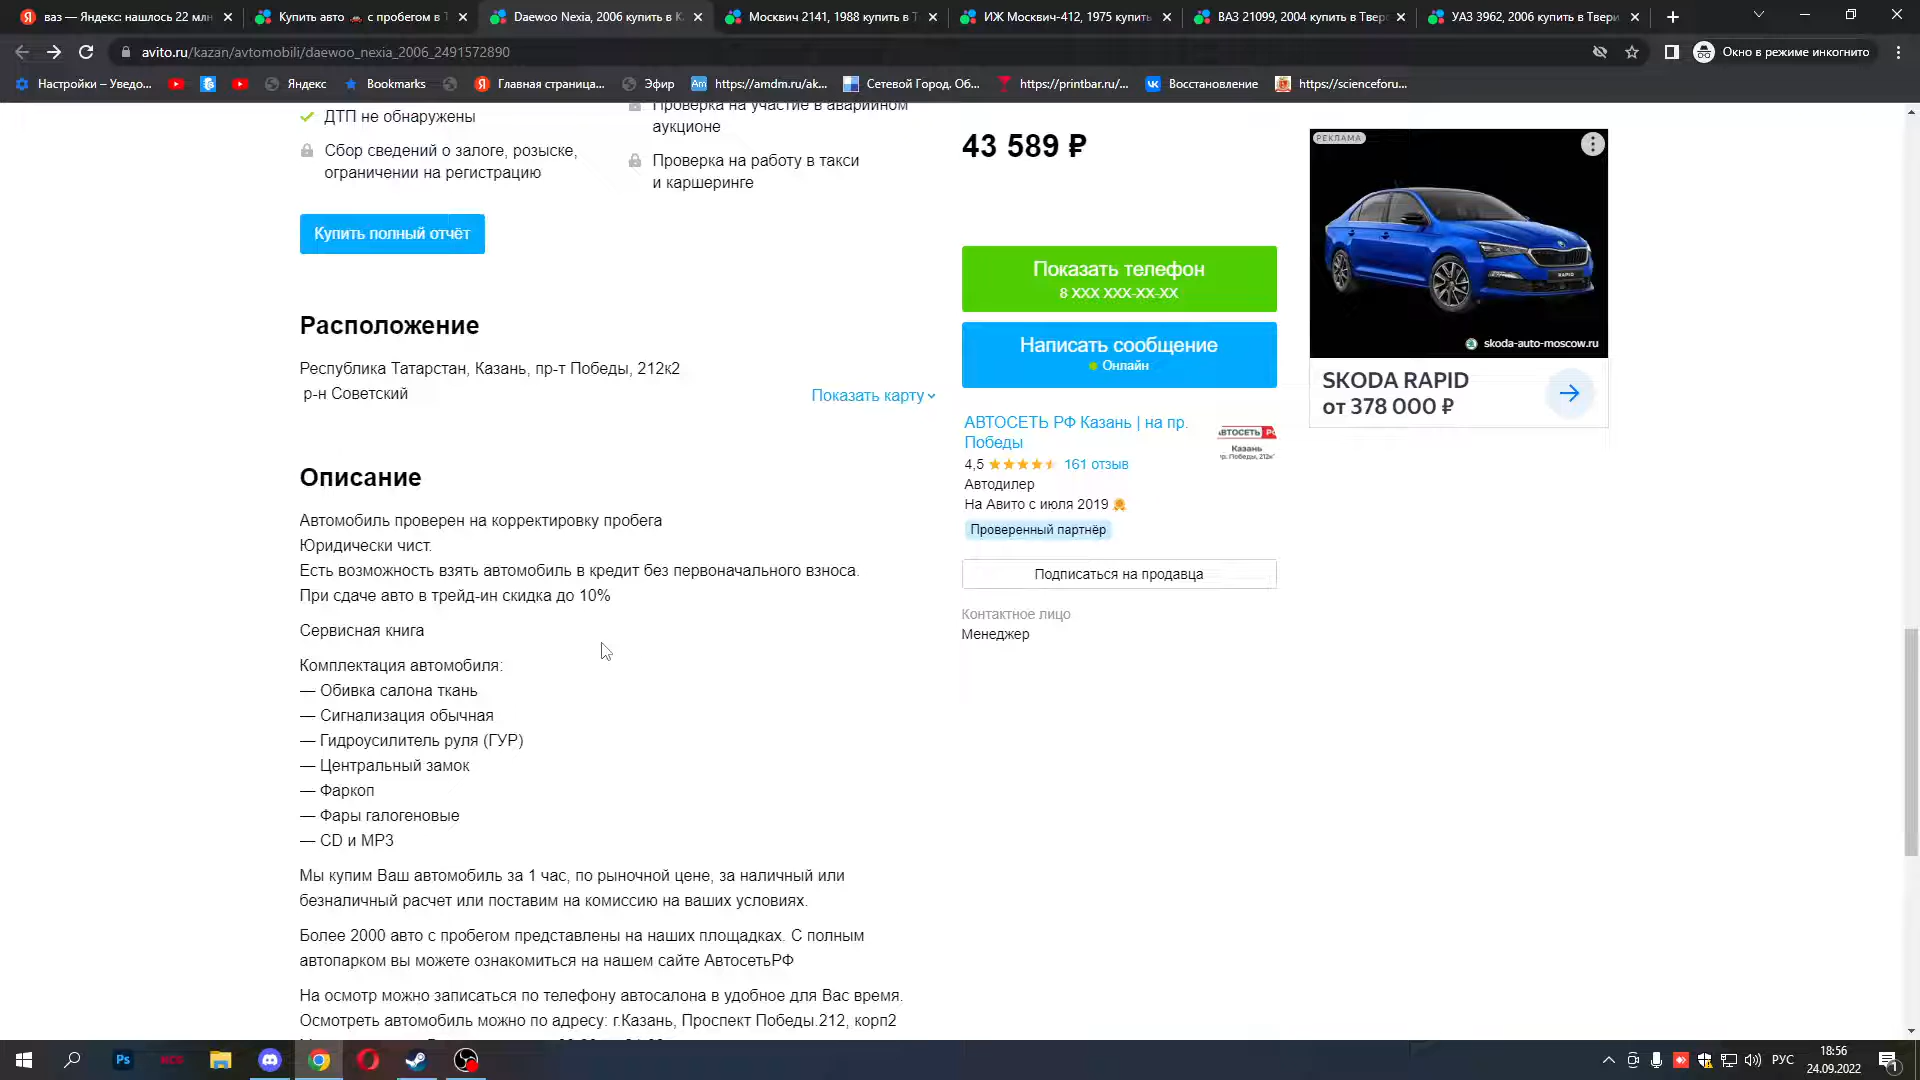 ваз — Яндекс: нашлось 22 млн
Купить авто с пробегом в Т
Daewoo Nexia, 2006 купить в К
Москвич 2141, 1988 купить в Т
ИЖ Москвич-412, 1975 купить
ВАЗ 21099, 2004 купить в Твер
УАЗ 3962, 2006 купить в Твери
avito.ru/kazan/avtomobili/daewoo_nexia_2006_2491572890
Окно в режиме инкогнито
Настройки – Уведо...
Яндекс
Bookmarks
Главная страница...
Эфир
https://amdm.ru/ak...
Сетевой Город. Об...
https://printbar.ru/...
Восстановление
https://scienceforu...
ДТП не обнаружены
Сбор сведений о залоге, розыске,
ограничении на регистрацию
Проверка на участие в аварийном
аукционе
Проверка на работу в такси
и каршеринге
Купить полный отчёт
Расположение
Республика Татарстан, Казань, пр-т Победы, 212к2
р-н Советский
Показать карту
Описание
Автомобиль проверен на корректировку пробега
Юридически чист.
Есть возможность взять автомобиль в кредит без первоначального взноса.
При сдаче авто в трейд-ин скидка до 10%
Сервисная книга
Комплектация автомобиля:
— Обивка салона ткань
— Сигнализация обычная
— Гидроусилитель руля (ГУР)
— Центральный замок
— Фаркоп
— Фары галогеновые
— CD и MP3
Мы купим Ваш автомобиль за 1 час, по рыночной цене, за наличный или
безналичный расчет или поставим на комиссию на ваших условиях.
Более 2000 авто с пробегом представлены на наших площадках. С полным
автопарком вы можете ознакомиться на нашем сайте АвтосетьРФ
На осмотр можно записаться по телефону автосалона в удобное для Вас время.
Осмотреть автомобиль можно по адресу: г.Казань, Проспект Победы.212, корп2
43 589 ₽
Показать телефон
8 XXX XXX-XX-XX
Написать сообщение
Онлайн
АВТОСЕТЬ РФ Казань | на пр.
Победы
4,5 161 отзыв
Автодилер
На Авито с июля 2019
Проверенный партнёр
Подписаться на продавца
Контактное лицо
Менеджер
РЕКЛАМА
skoda-auto-moscow.ru
SKODA RAPID
от 378 000 ₽
Ps
РУС
18:56
24.09.2022
1